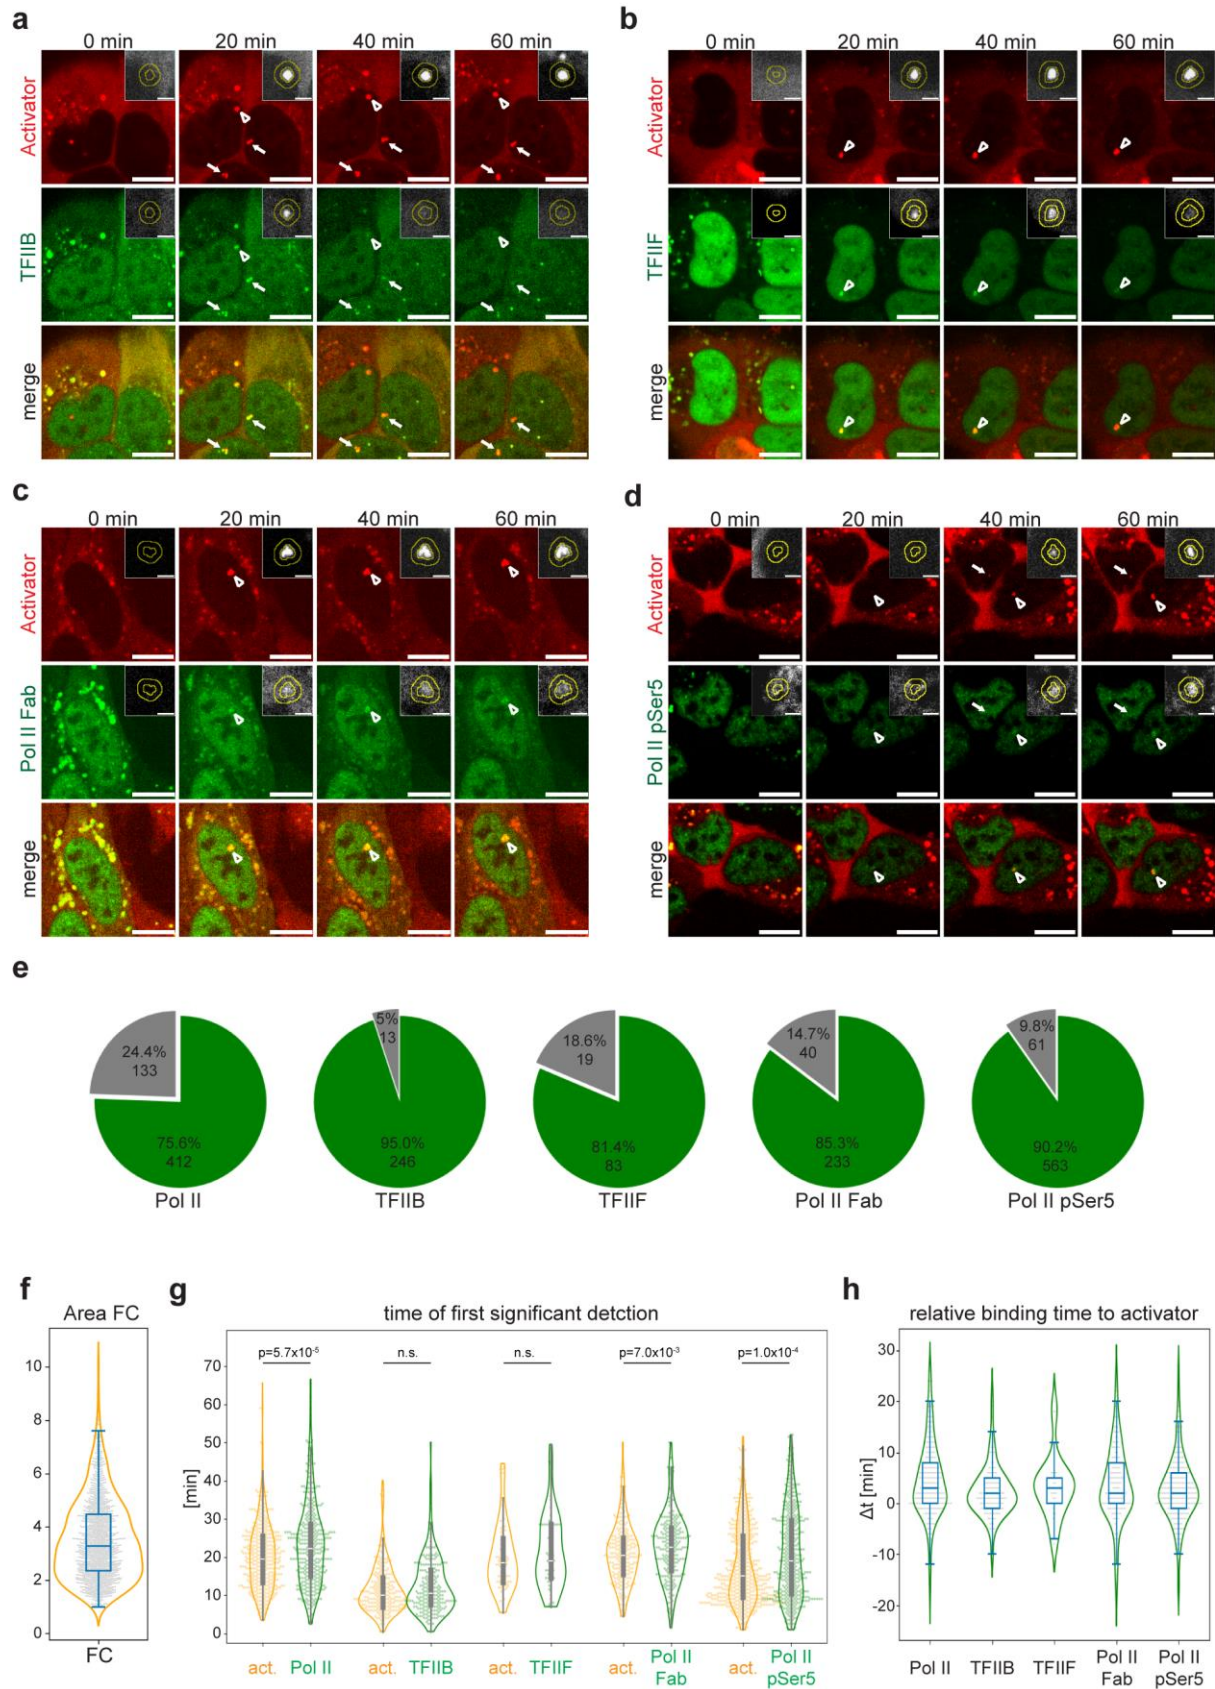 a
0 min 20 min 40 min 60 min
Activator
TFIIB
merge
b
0 min 20 min 40 min 60 min
Activator
TFIIF
merge
c
0 min 20 min 40 min 60 min
Activator
Pol II Fab
merge
d
0 min 20 min 40 min 60 min
Activator
Pol II pSer5
merge
e
24.4%
133
75.6%
412
Pol II
5%
13
95.0%
246
TFIIB
18.6%
19
81.4%
83
TFIIF
14.7%
40
85.3%
233
Pol II Fab
9.8%
61
90.2%
563
Pol II pSer5
f
Area FC
10
8
6
4
2
0
FC
g
time of first significant detction
p=5.7x10-5 n.s. n.s. p=7.0x10-3 p=1.0x10-4
[min]
70
60
50
40
30
20
10
0
act. Pol II act. TFIIB act. TFIIF act. Pol II Fab act. Pol II pSer5
h
relative binding time to activator
Δt [min]
30
20
10
0
-10
-20
Pol II TFIIB TFIIF Pol II Fab Pol II pSer5